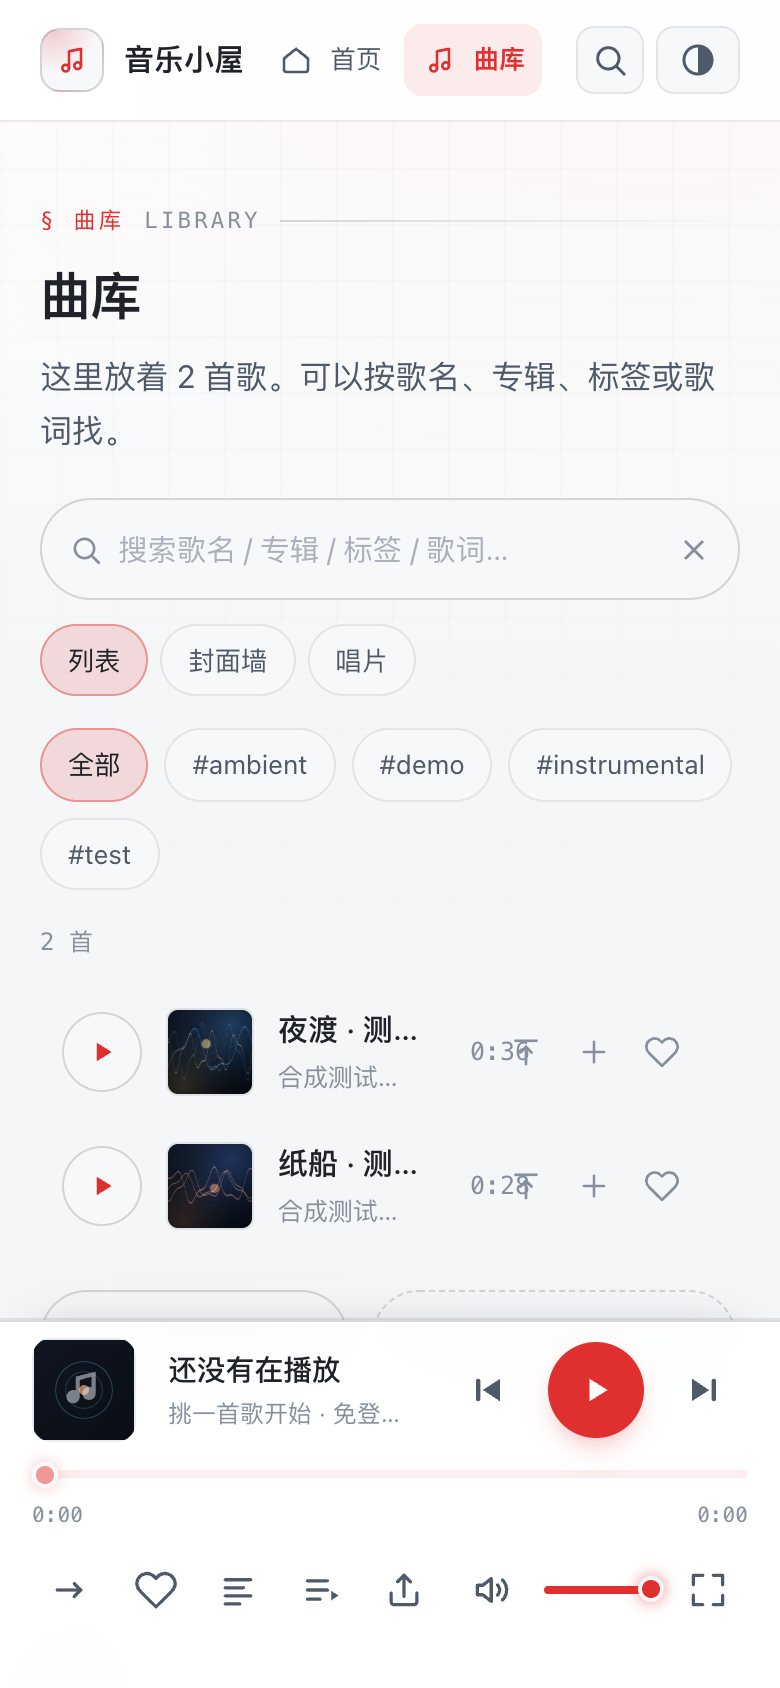 音乐小屋 首页 曲库
§ 曲库 LIBRARY
曲库
这里放着 2 首歌。可以按歌名、专辑、标签或歌
词找。
搜索歌名 / 专辑 / 标签 / 歌词...
列表 封面墙 唱片
全部 #ambient #demo #instrumental
#test
2 首
夜渡 · 测... 0:36
合成测试...
纸船 · 测... 0:28
合成测试...
还没有在播放
挑一首歌开始 · 免登...
0:00 0:00